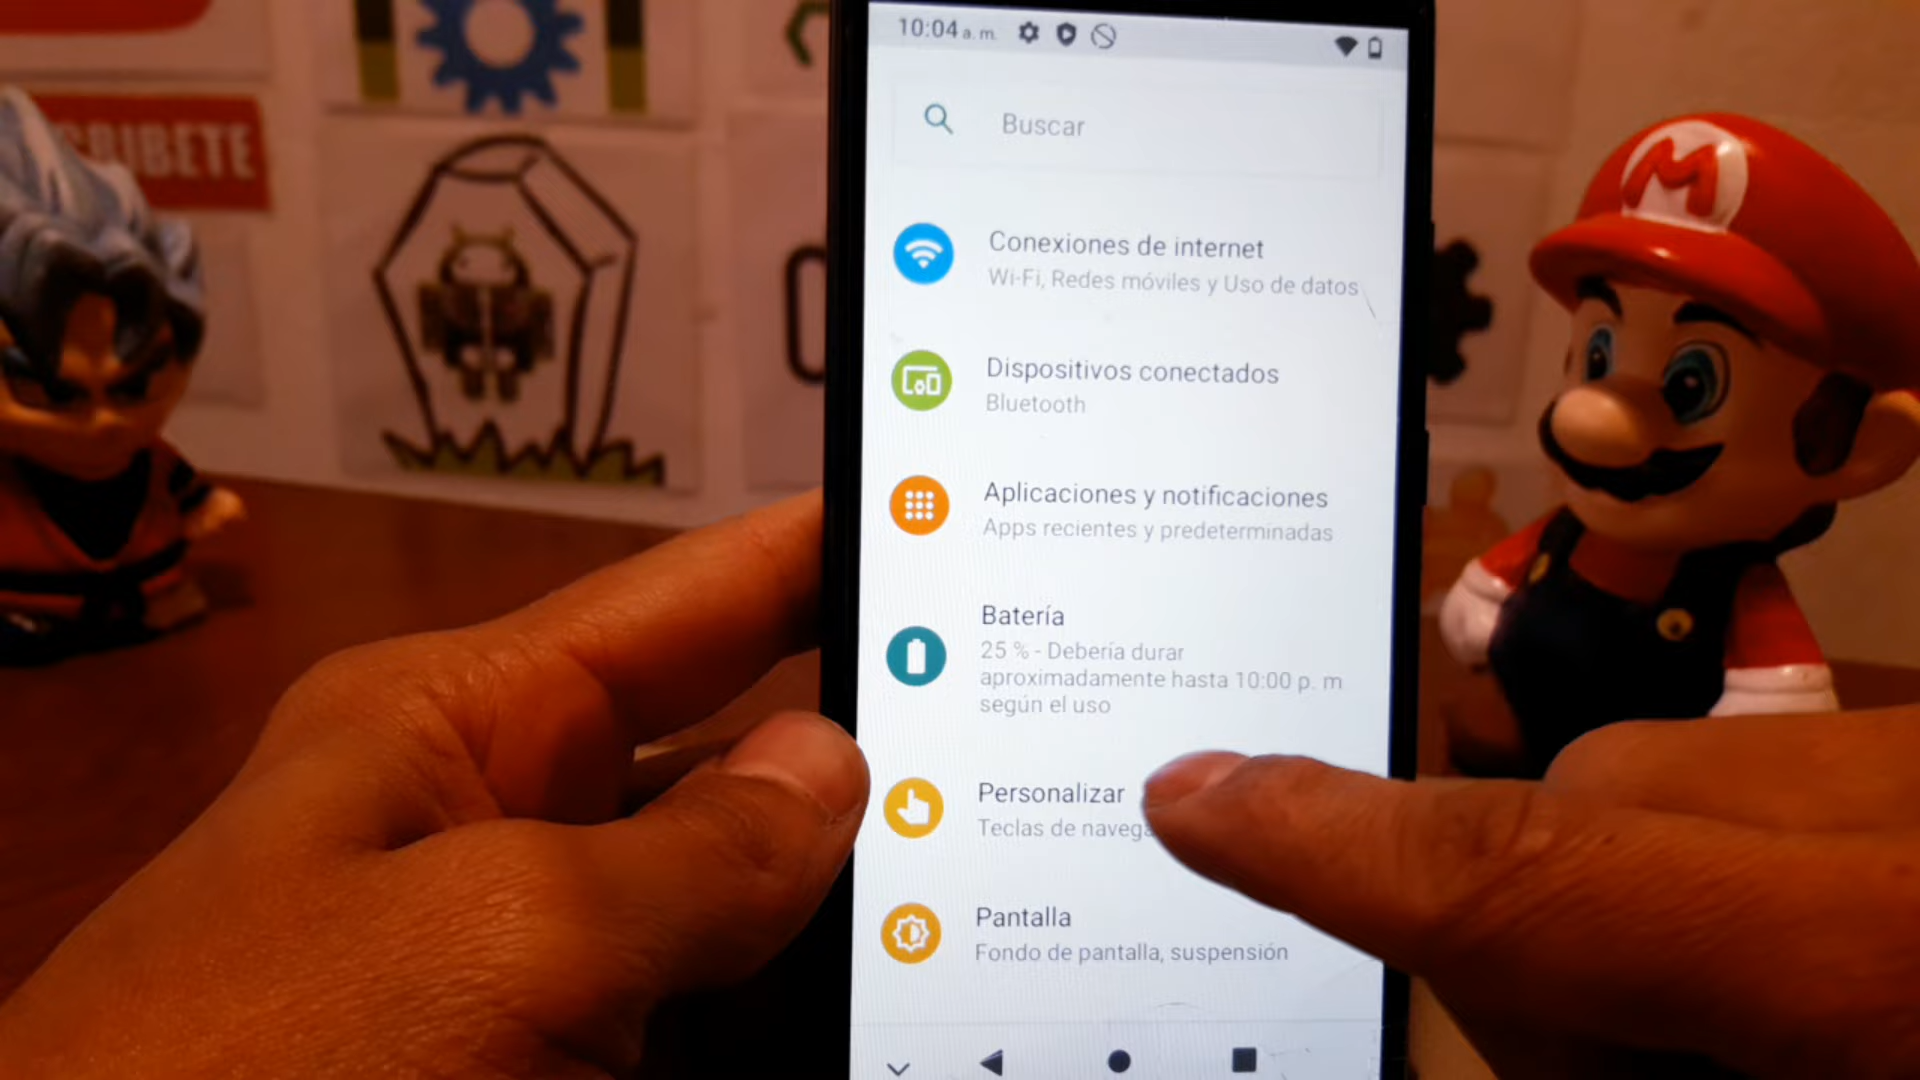 10:04 a. m.
Buscar
Conexiones de internet
Wi-Fi, Redes móviles y Uso de datos
Dispositivos conectados
Bluetooth
Aplicaciones y notificaciones
Apps recientes y predeterminadas
Batería
25 % - Debería durar
aproximadamente hasta 10:00 p. m
según el uso
Personalizar
Teclas de navega
Pantalla
Fondo de pantalla, suspensión
CRIBETE
M